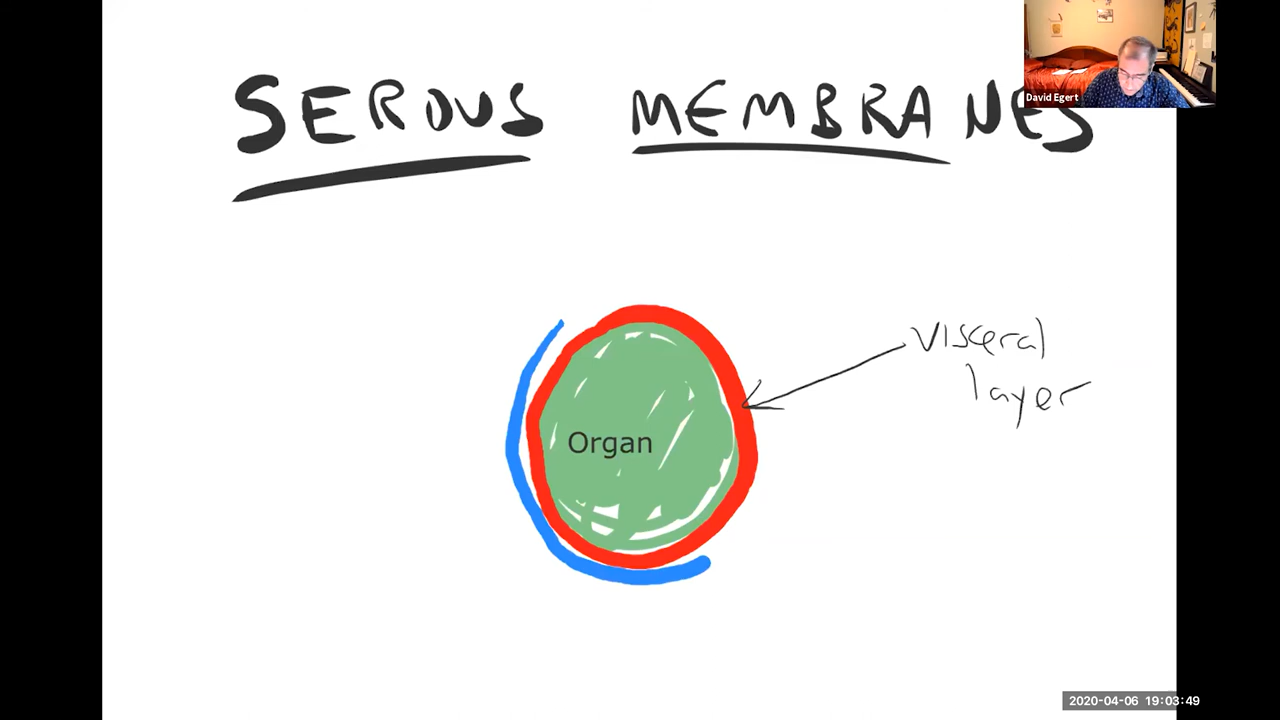 SEROUS MEMBRANES
David Egert
visceral
layer
Organ
2020-04-06 19:03:49